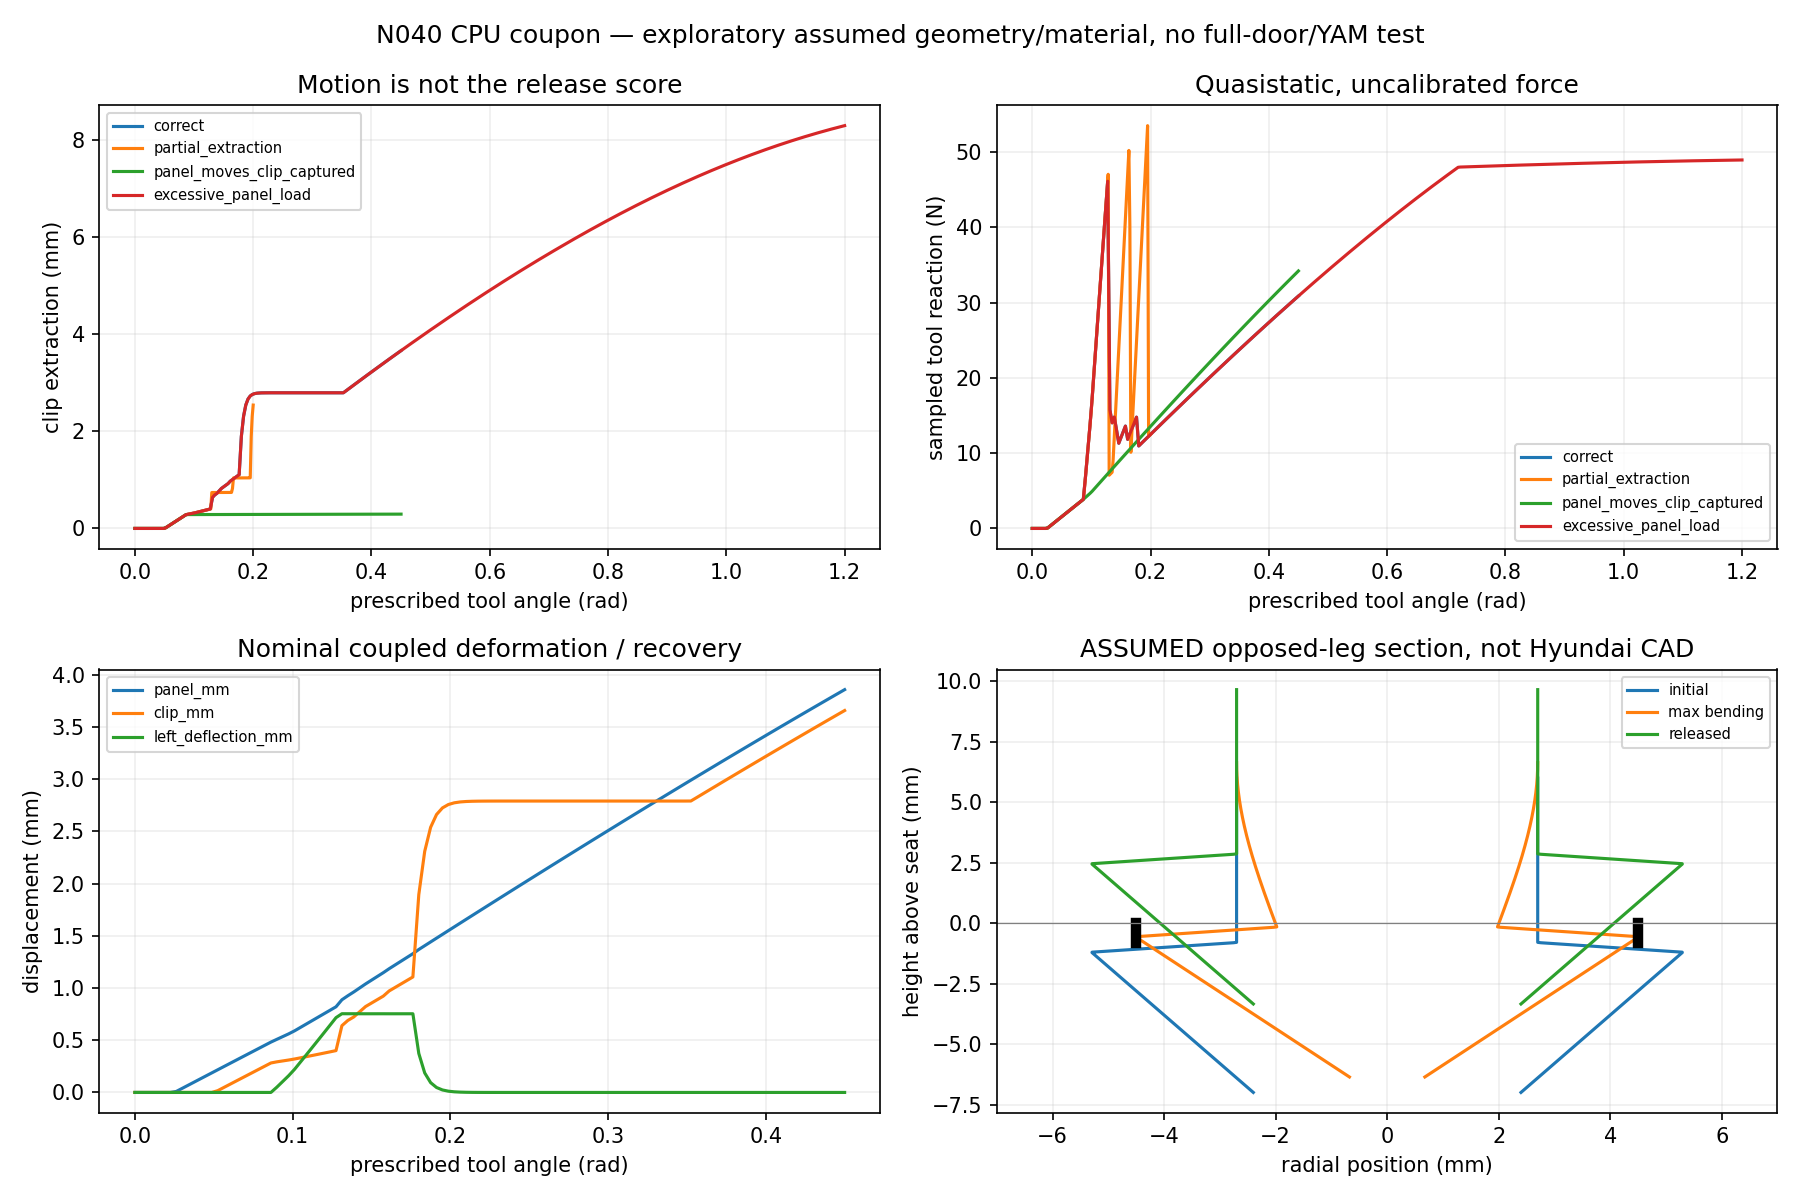 N040 CPU coupon — exploratory assumed geometry/material, no full-door/YAM test
Motion is not the release score
clip extraction (mm)
8
6
4
2
0
correct
partial_extraction
panel_moves_clip_captured
excessive_panel_load
0.0 0.2 0.4 0.6 0.8 1.0 1.2
prescribed tool angle (rad)
Quasistatic, uncalibrated force
sampled tool reaction (N)
50
40
30
20
10
0
correct
partial_extraction
panel_moves_clip_captured
excessive_panel_load
0.0 0.2 0.4 0.6 0.8 1.0 1.2
prescribed tool angle (rad)
Nominal coupled deformation / recovery
displacement (mm)
4.0
3.5
3.0
2.5
2.0
1.5
1.0
0.5
0.0
panel_mm
clip_mm
left_deflection_mm
0.0 0.1 0.2 0.3 0.4
prescribed tool angle (rad)
ASSUMED opposed-leg section, not Hyundai CAD
height above seat (mm)
10.0
7.5
5.0
2.5
0.0
−2.5
−5.0
−7.5
initial
max bending
released
−6 −4 −2 0 2 4 6
radial position (mm)